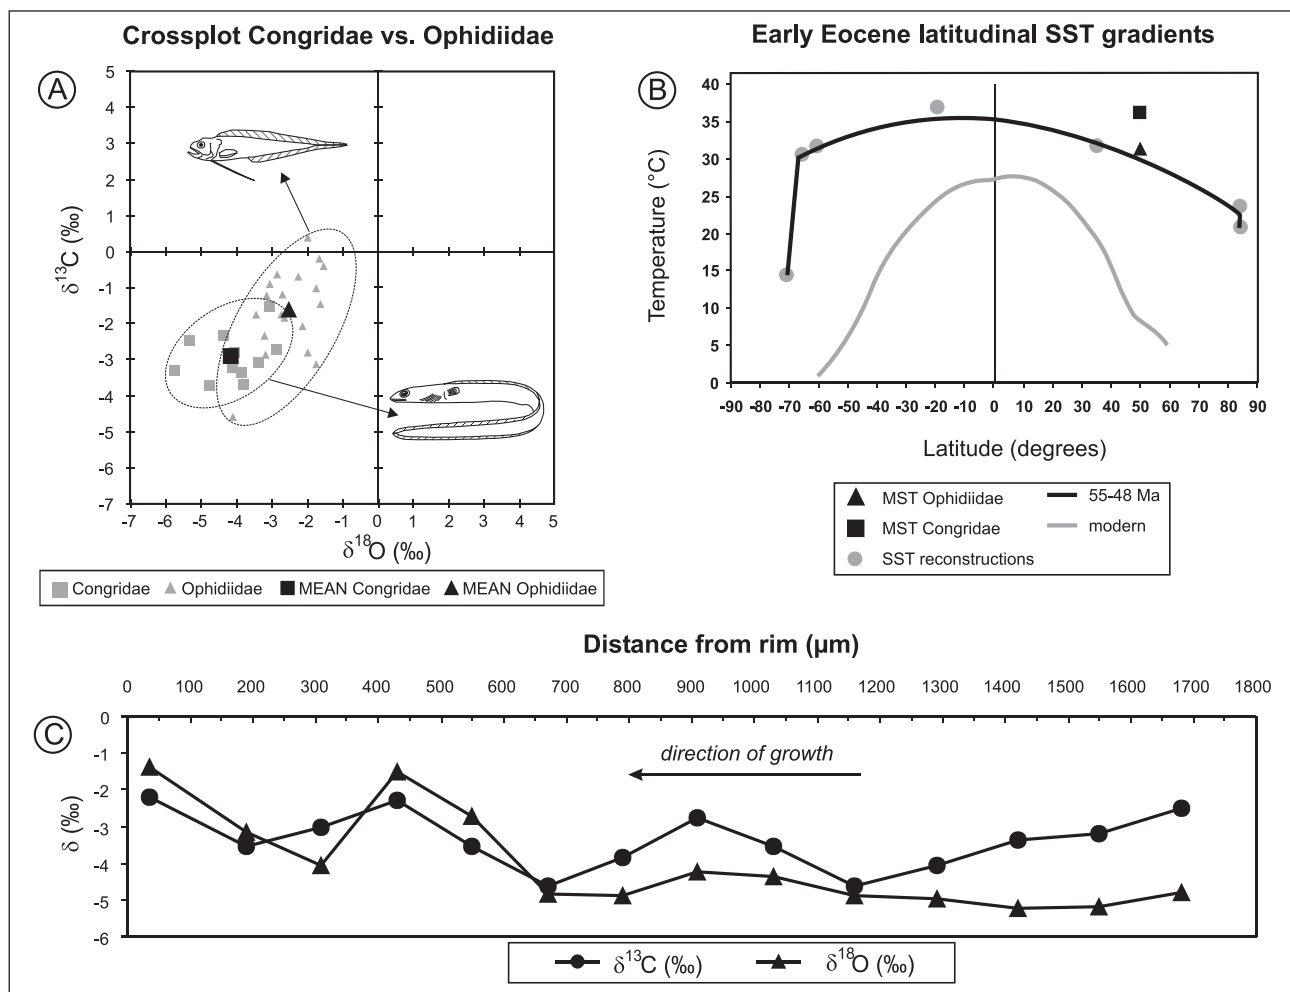 Crossplot Congridae vs. Ophidiidae
A
5
4
3
2
1
0
-1
-2
-3
-4
-5
-6
-7
δ13C (‰)
-7 -6 -5 -4 -3 -2 -1 0 1 2 3 4 5
δ18O (‰)
Congridae Ophidiidae MEAN Congridae MEAN Ophidiidae
Early Eocene latitudinal SST gradients
B
40
35
30
25
20
15
10
5
0
Temperature (°C)
-90 -80 -70 -60 -50 -40 -30 -20 -10 0 10 20 30 40 50 60 70 80 90
Latitude (degrees)
MST Ophidiidae 55-48 Ma
MST Congridae modern
SST reconstructions
Distance from rim (µm)
0 100 200 300 400 500 600 700 800 900 1000 1100 1200 1300 1400 1500 1600 1700 1800
C
0
-1
-2
-3
-4
-5
-6
δ (‰)
direction of growth
δ13C (‰) δ18O (‰)